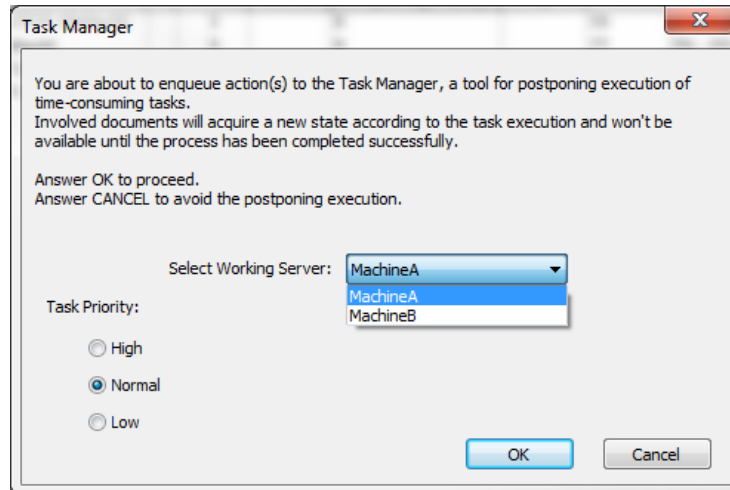 Task Manager
You are about to enqueue action(s) to the Task Manager, a tool for postponing execution of
time-consuming tasks.
Involved documents will acquire a new state according to the task execution and won't be
available until the process has been completed successfully.
Answer OK to proceed.
Answer CANCEL to avoid the postponing execution.
Select Working Server: MachineA
MachineA
MachineB
Task Priority:
High
Normal
Low
OK Cancel